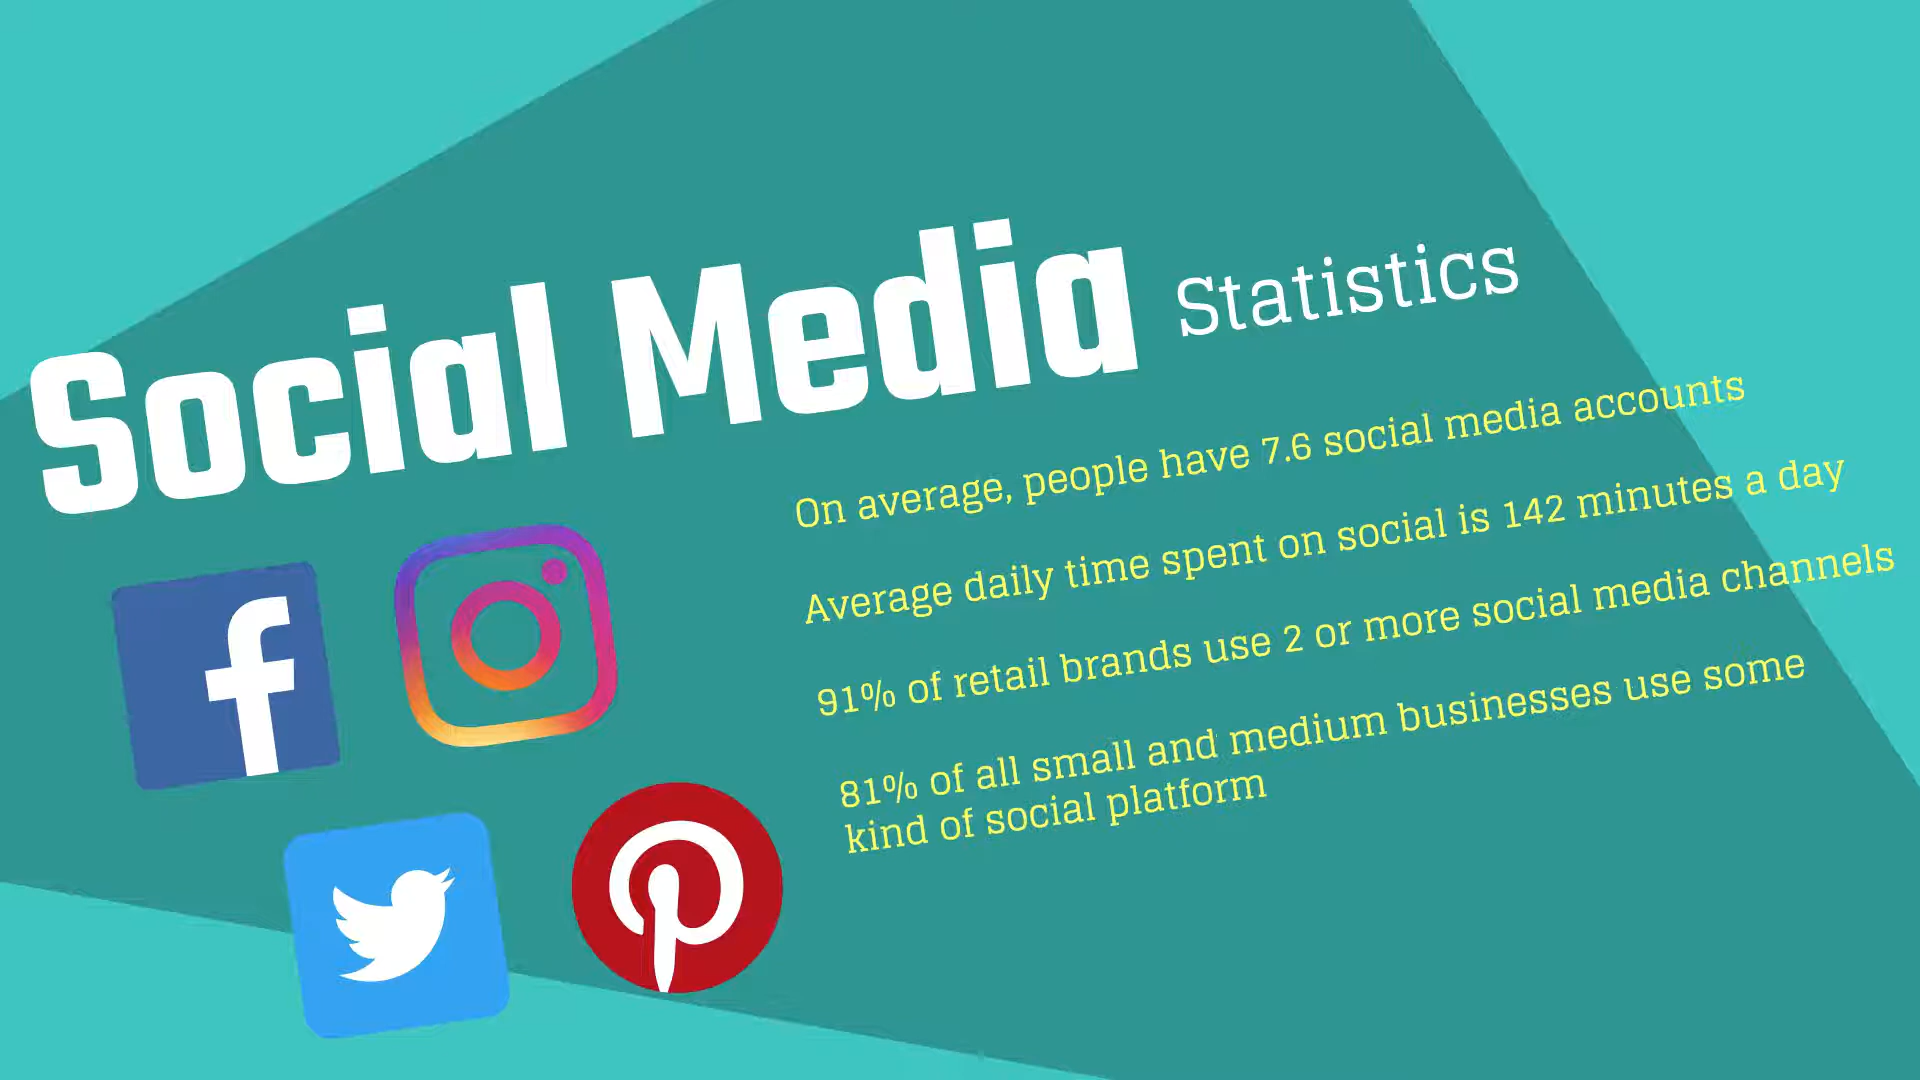 Social Media Statistics
On average, people have 7.6 social media accounts
Average daily time spent on social is 142 minutes a day
91% of retail brands use 2 or more social media channels
81% of all small and medium businesses use some
kind of social platform